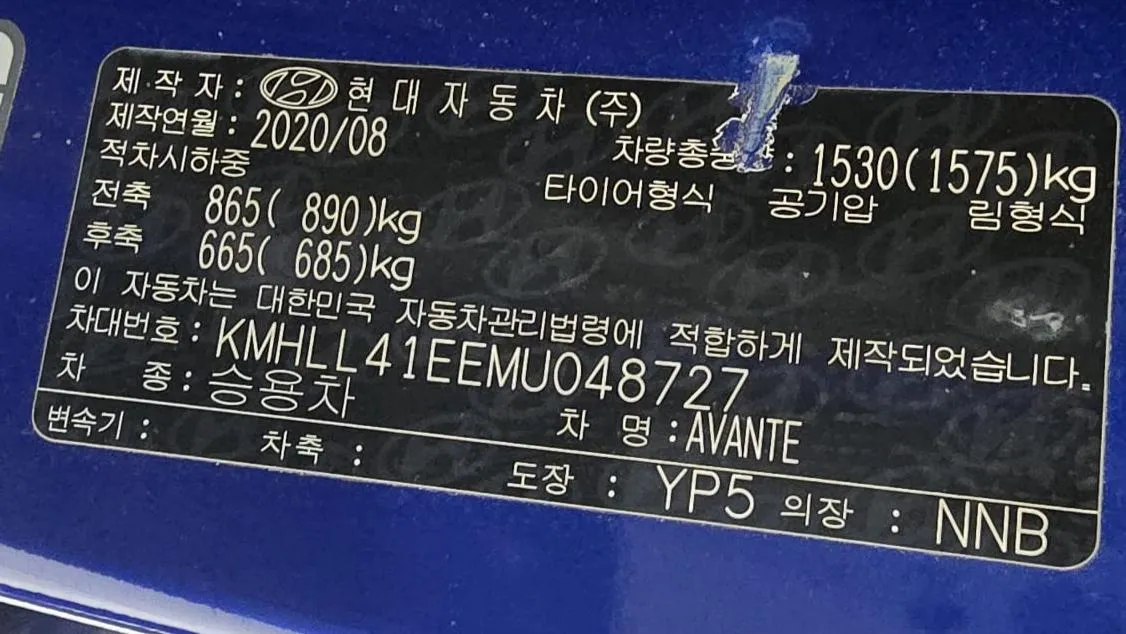 제 작 자 : 현 대 자 동 차 (주)
제작연월 : 2020/08
차량총중량 : 1530(1575)kg
적차시하중
타이어형식 공기압 림형식
전축 865( 890)kg
후축 665( 685)kg
이 자동차는 대한민국 자동차관리법령에 적합하게 제작되었습니다.
차대번호 : KMHLL41EEMU048727
차 종 : 승용차
차 명 : AVANTE
변속기 : 차축 : 도장 : YP5 의장 : NNB